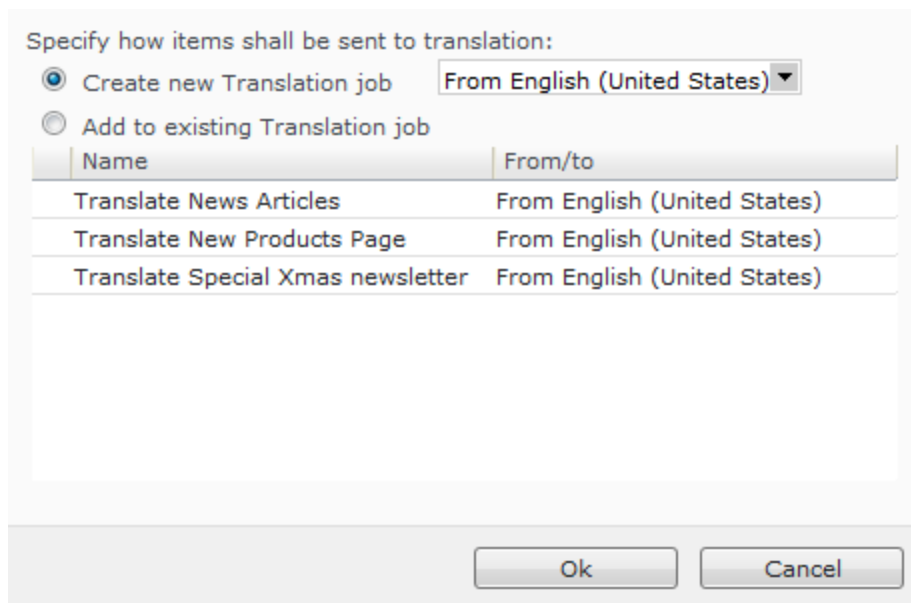 Specify how items shall be sent to translation:
Create new Translation job From English (United States)
Add to existing Translation job
Name From/to
Translate News Articles From English (United States)
Translate New Products Page From English (United States)
Translate Special Xmas newsletter From English (United States)
Ok Cancel